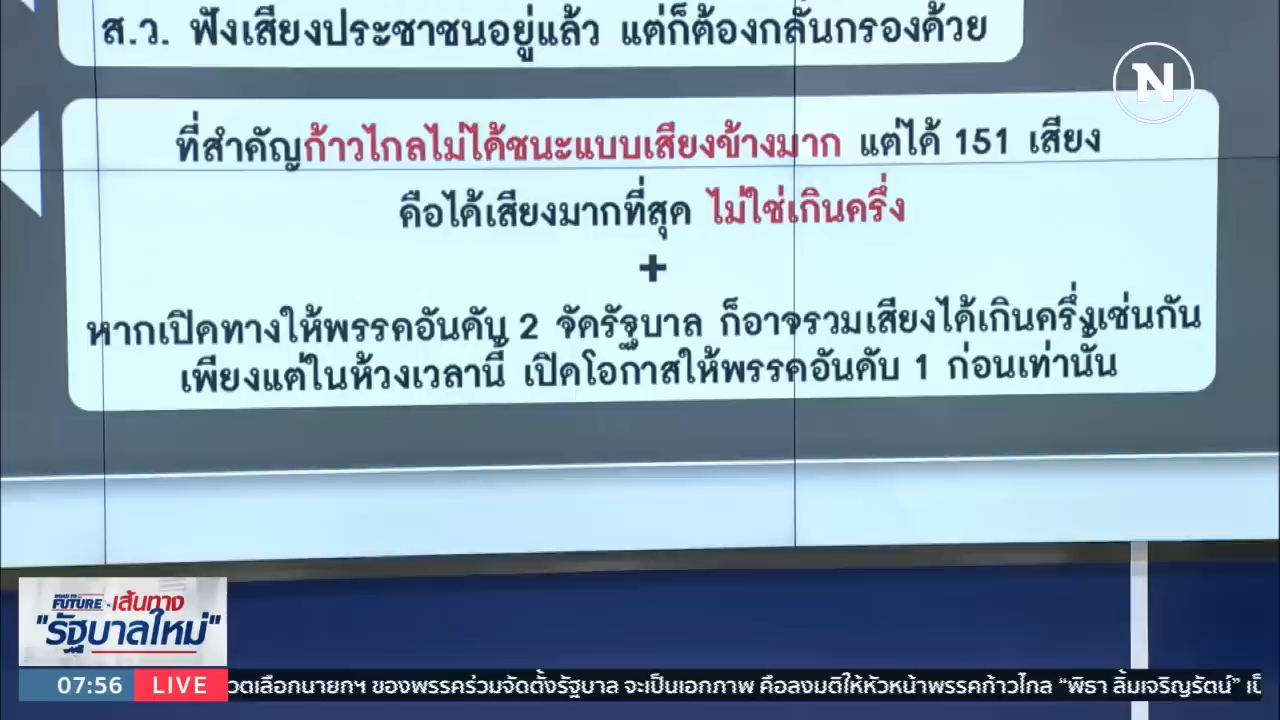 ส.ว. ฟังเสียงประชาชนอยู่แล้ว แต่ก็ต้องกลั่นกรองด้วย
N
ที่สำคัญก้าวไกลไม่ได้ชนะแบบเสียงข้างมาก แต่ได้ 151 เสียง
คือได้เสียงมากที่สุด ไม่ใช่เกินครึ่ง
+
หากเปิดทางให้พรรคอันดับ 2 จัดรัฐบาล ก็อาจรวมเสียงได้เกินครึ่งเช่นกัน
เพียงแต่ในห้วงเวลานี้ เปิดโอกาสให้พรรคอันดับ 1 ก่อนเท่านั้น
ROAD TO FUTURE เส้นทาง
"รัฐบาลใหม่"
07:56 LIVE
วตเลือกนายกฯ ของพรรคร่วมจัดตั้งรัฐบาล จะเป็นเอกภาพ คือลงมติให้หัวหน้าพรรคก้าวไกล “พิธา ลิ้มเจริญรัตน์”